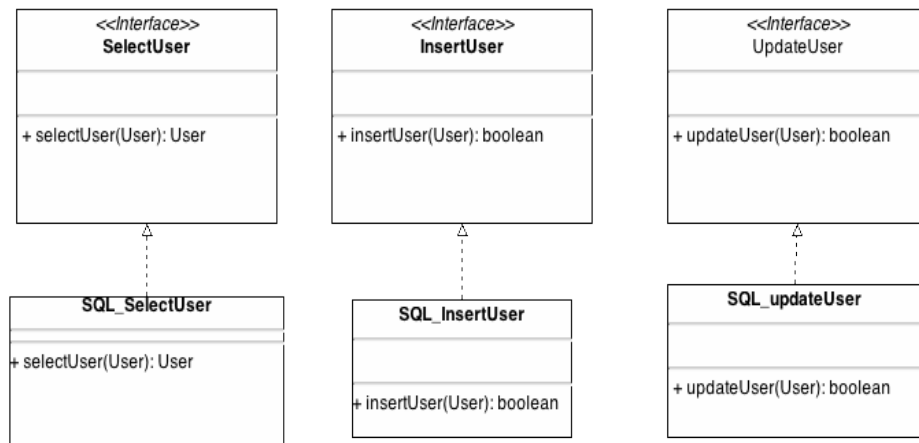 <<Interface>>
SelectUser
+ selectUser(User): User
<<Interface>>
InsertUser
+ insertUser(User): boolean
<<Interface>>
UpdateUser
+ updateUser(User): boolean
SQL_SelectUser
+ selectUser(User): User
SQL_InsertUser
+ insertUser(User): boolean
SQL_updateUser
+ updateUser(User): boolean